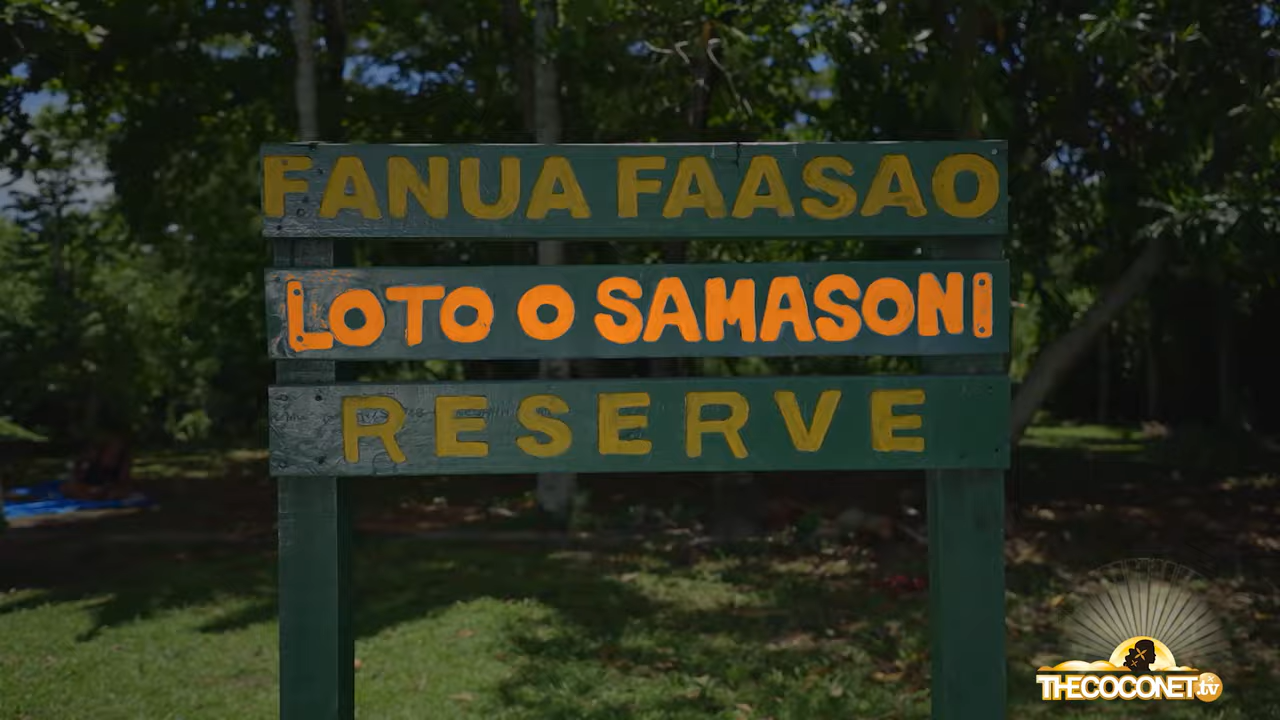 FANUA FAASAO
LOTO O SAMASONI
RESERVE
THECOCONET.tv